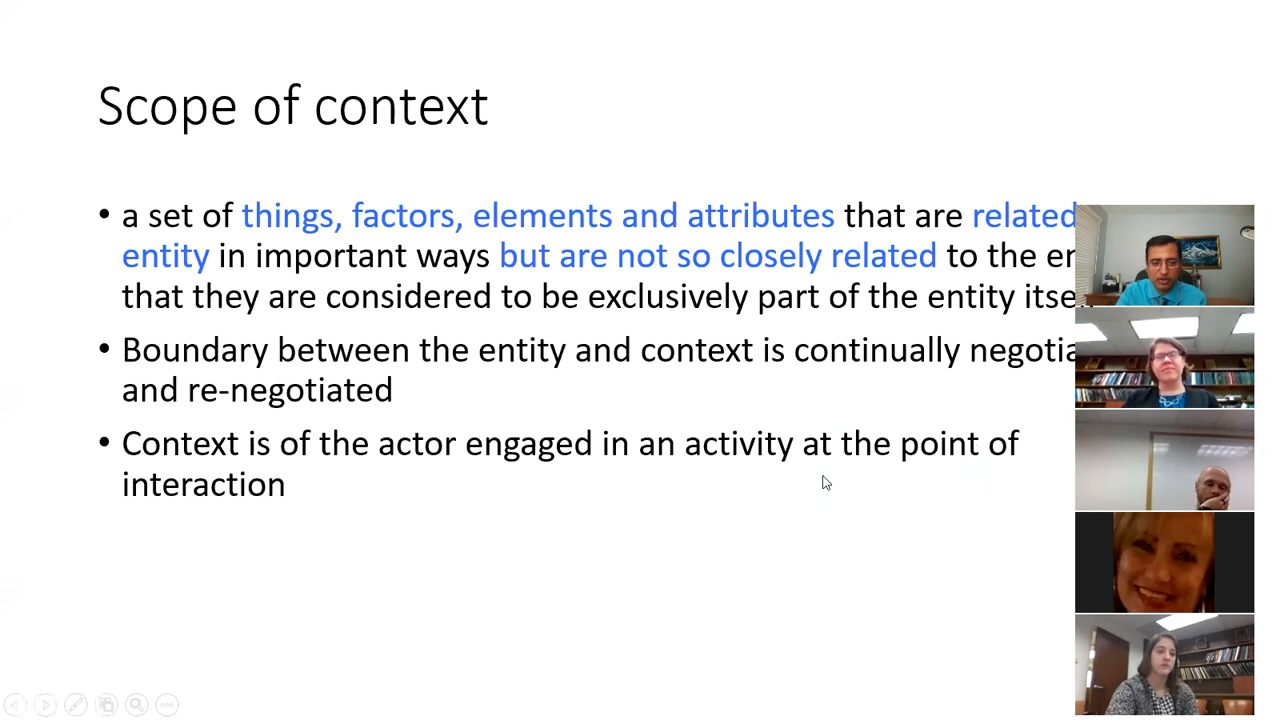 Scope of context
• a set of things, factors, elements and attributes that are related
entity in important ways but are not so closely related to the
that they are considered to be exclusively part of the entity
Boundary between the entity and context is continually
and re-negotiated
• Context is of the actor engaged in an activity at the point of
interaction